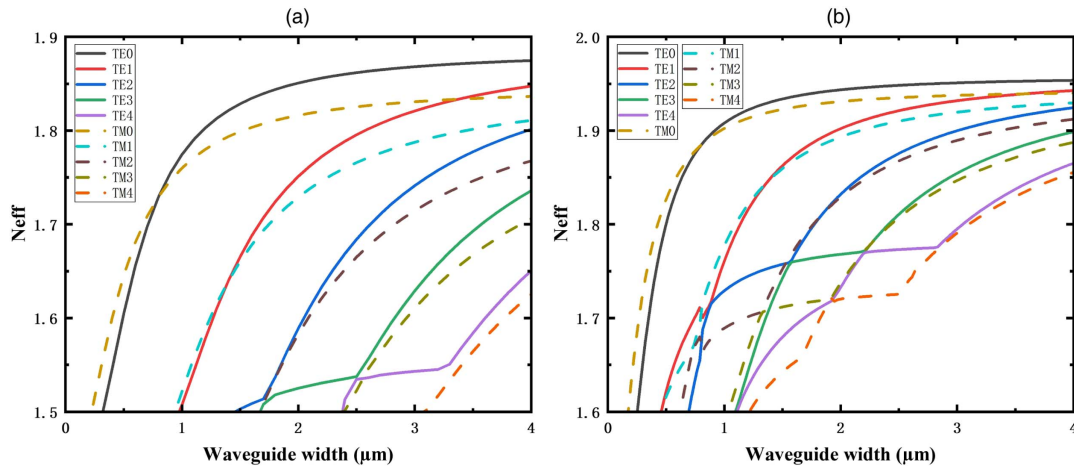 (a)
1.9
1.8
1.7
1.6
1.5
Neff
TE0
TE1
TE2
TE3
TE4
TM0
TM1
TM2
TM3
TM4
0
1
2
3
4
Waveguide width (μm)
(b)
2.0
1.9
1.8
1.7
1.6
Neff
TE0
TE1
TE2
TE3
TE4
TM0
TM1
TM2
TM3
TM4
0
1
2
3
4
Waveguide width (μm)